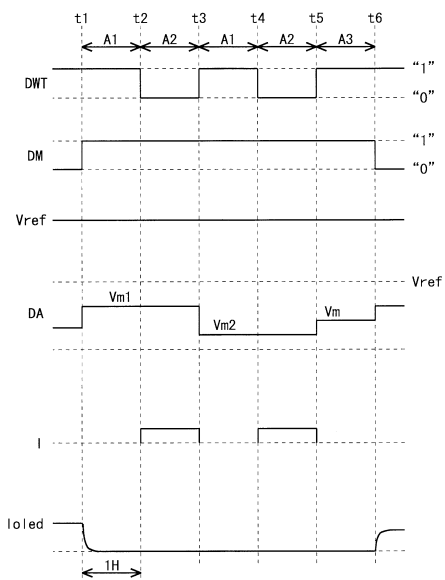 t1 t2 t3 t4 t5 t6
A1 A2 A1 A2 A3
DWT "1"
"0"
DM "1"
"0"
Vref
Vref
DA Vm1 Vm2 Vm
I
Ioled
1H